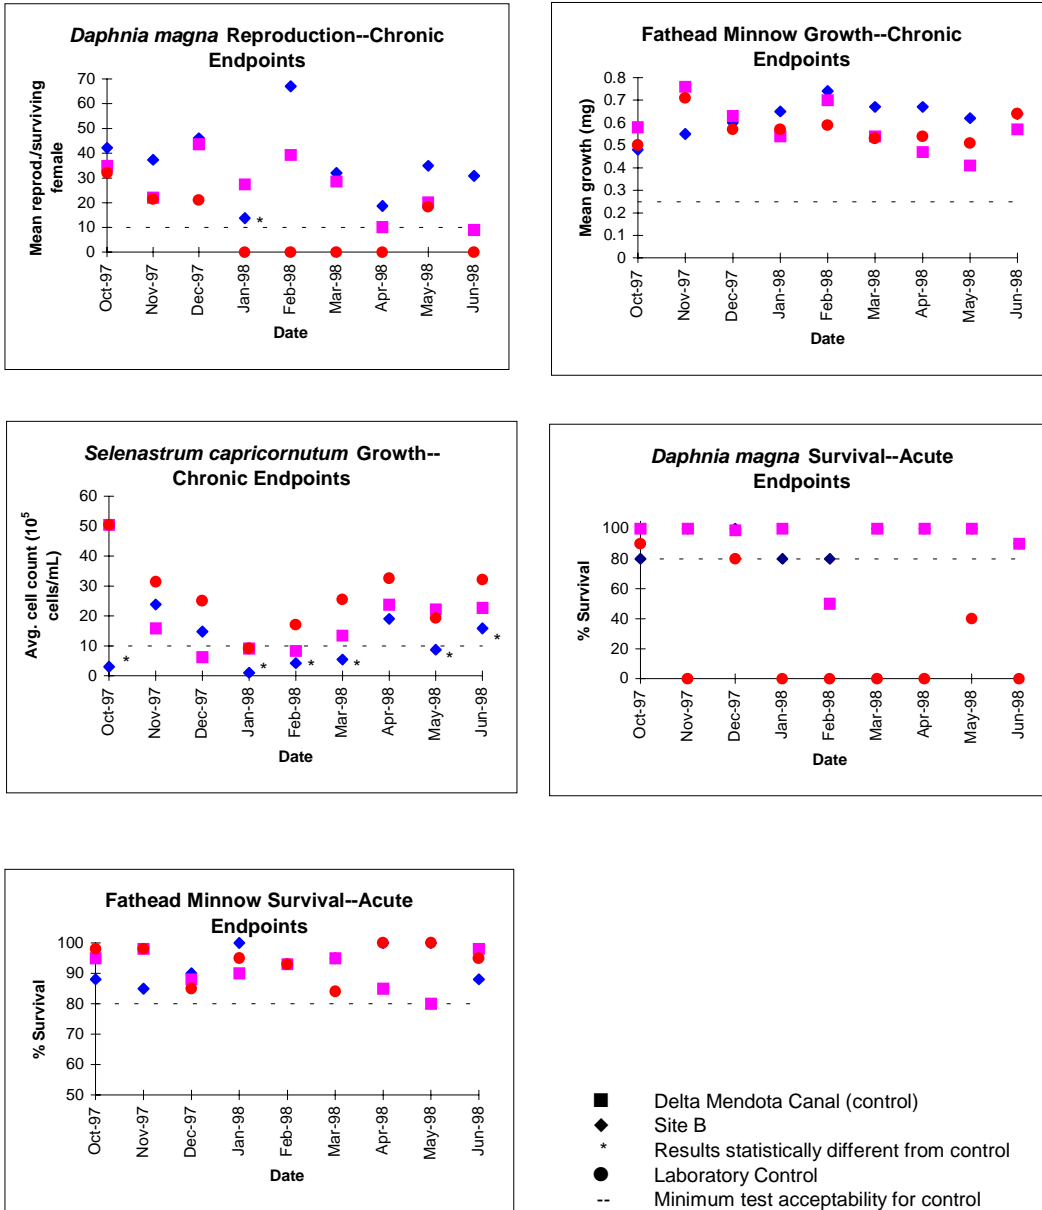 Daphnia magna Reproduction--Chronic
Endpoints
Mean reprod./surviving
female
70
60
50
40
30
20
10
0
*
Oct-97
Nov-97
Dec-97
Jan-98
Feb-98
Mar-98
Apr-98
May-98
Jun-98
Date
Fathead Minnow Growth--Chronic
Endpoints
Mean growth (mg)
0.8
0.7
0.6
0.5
0.4
0.3
0.2
0.1
0
Oct-97
Nov-97
Dec-97
Jan-98
Feb-98
Mar-98
Apr-98
May-98
Jun-98
Date
Selenastrum capricornutum Growth--
Chronic Endpoints
Avg. cell count (10⁵
cells/mL)
60
50
40
30
20
10
0
* * * * * *
Oct-97
Nov-97
Dec-97
Jan-98
Feb-98
Mar-98
Apr-98
May-98
Jun-98
Date
Daphnia magna Survival--Acute
Endpoints
% Survival
100
80
60
40
20
0
Oct-97
Nov-97
Dec-97
Jan-98
Feb-98
Mar-98
Apr-98
May-98
Jun-98
Date
Fathead Minnow Survival--Acute
Endpoints
% Survival
100
90
80
70
60
50
Oct-97
Nov-97
Dec-97
Jan-98
Feb-98
Mar-98
Apr-98
May-98
Jun-98
Date
Delta Mendota Canal (control)
Site B
* Results statistically different from control
Laboratory Control
-- Minimum test acceptability for control